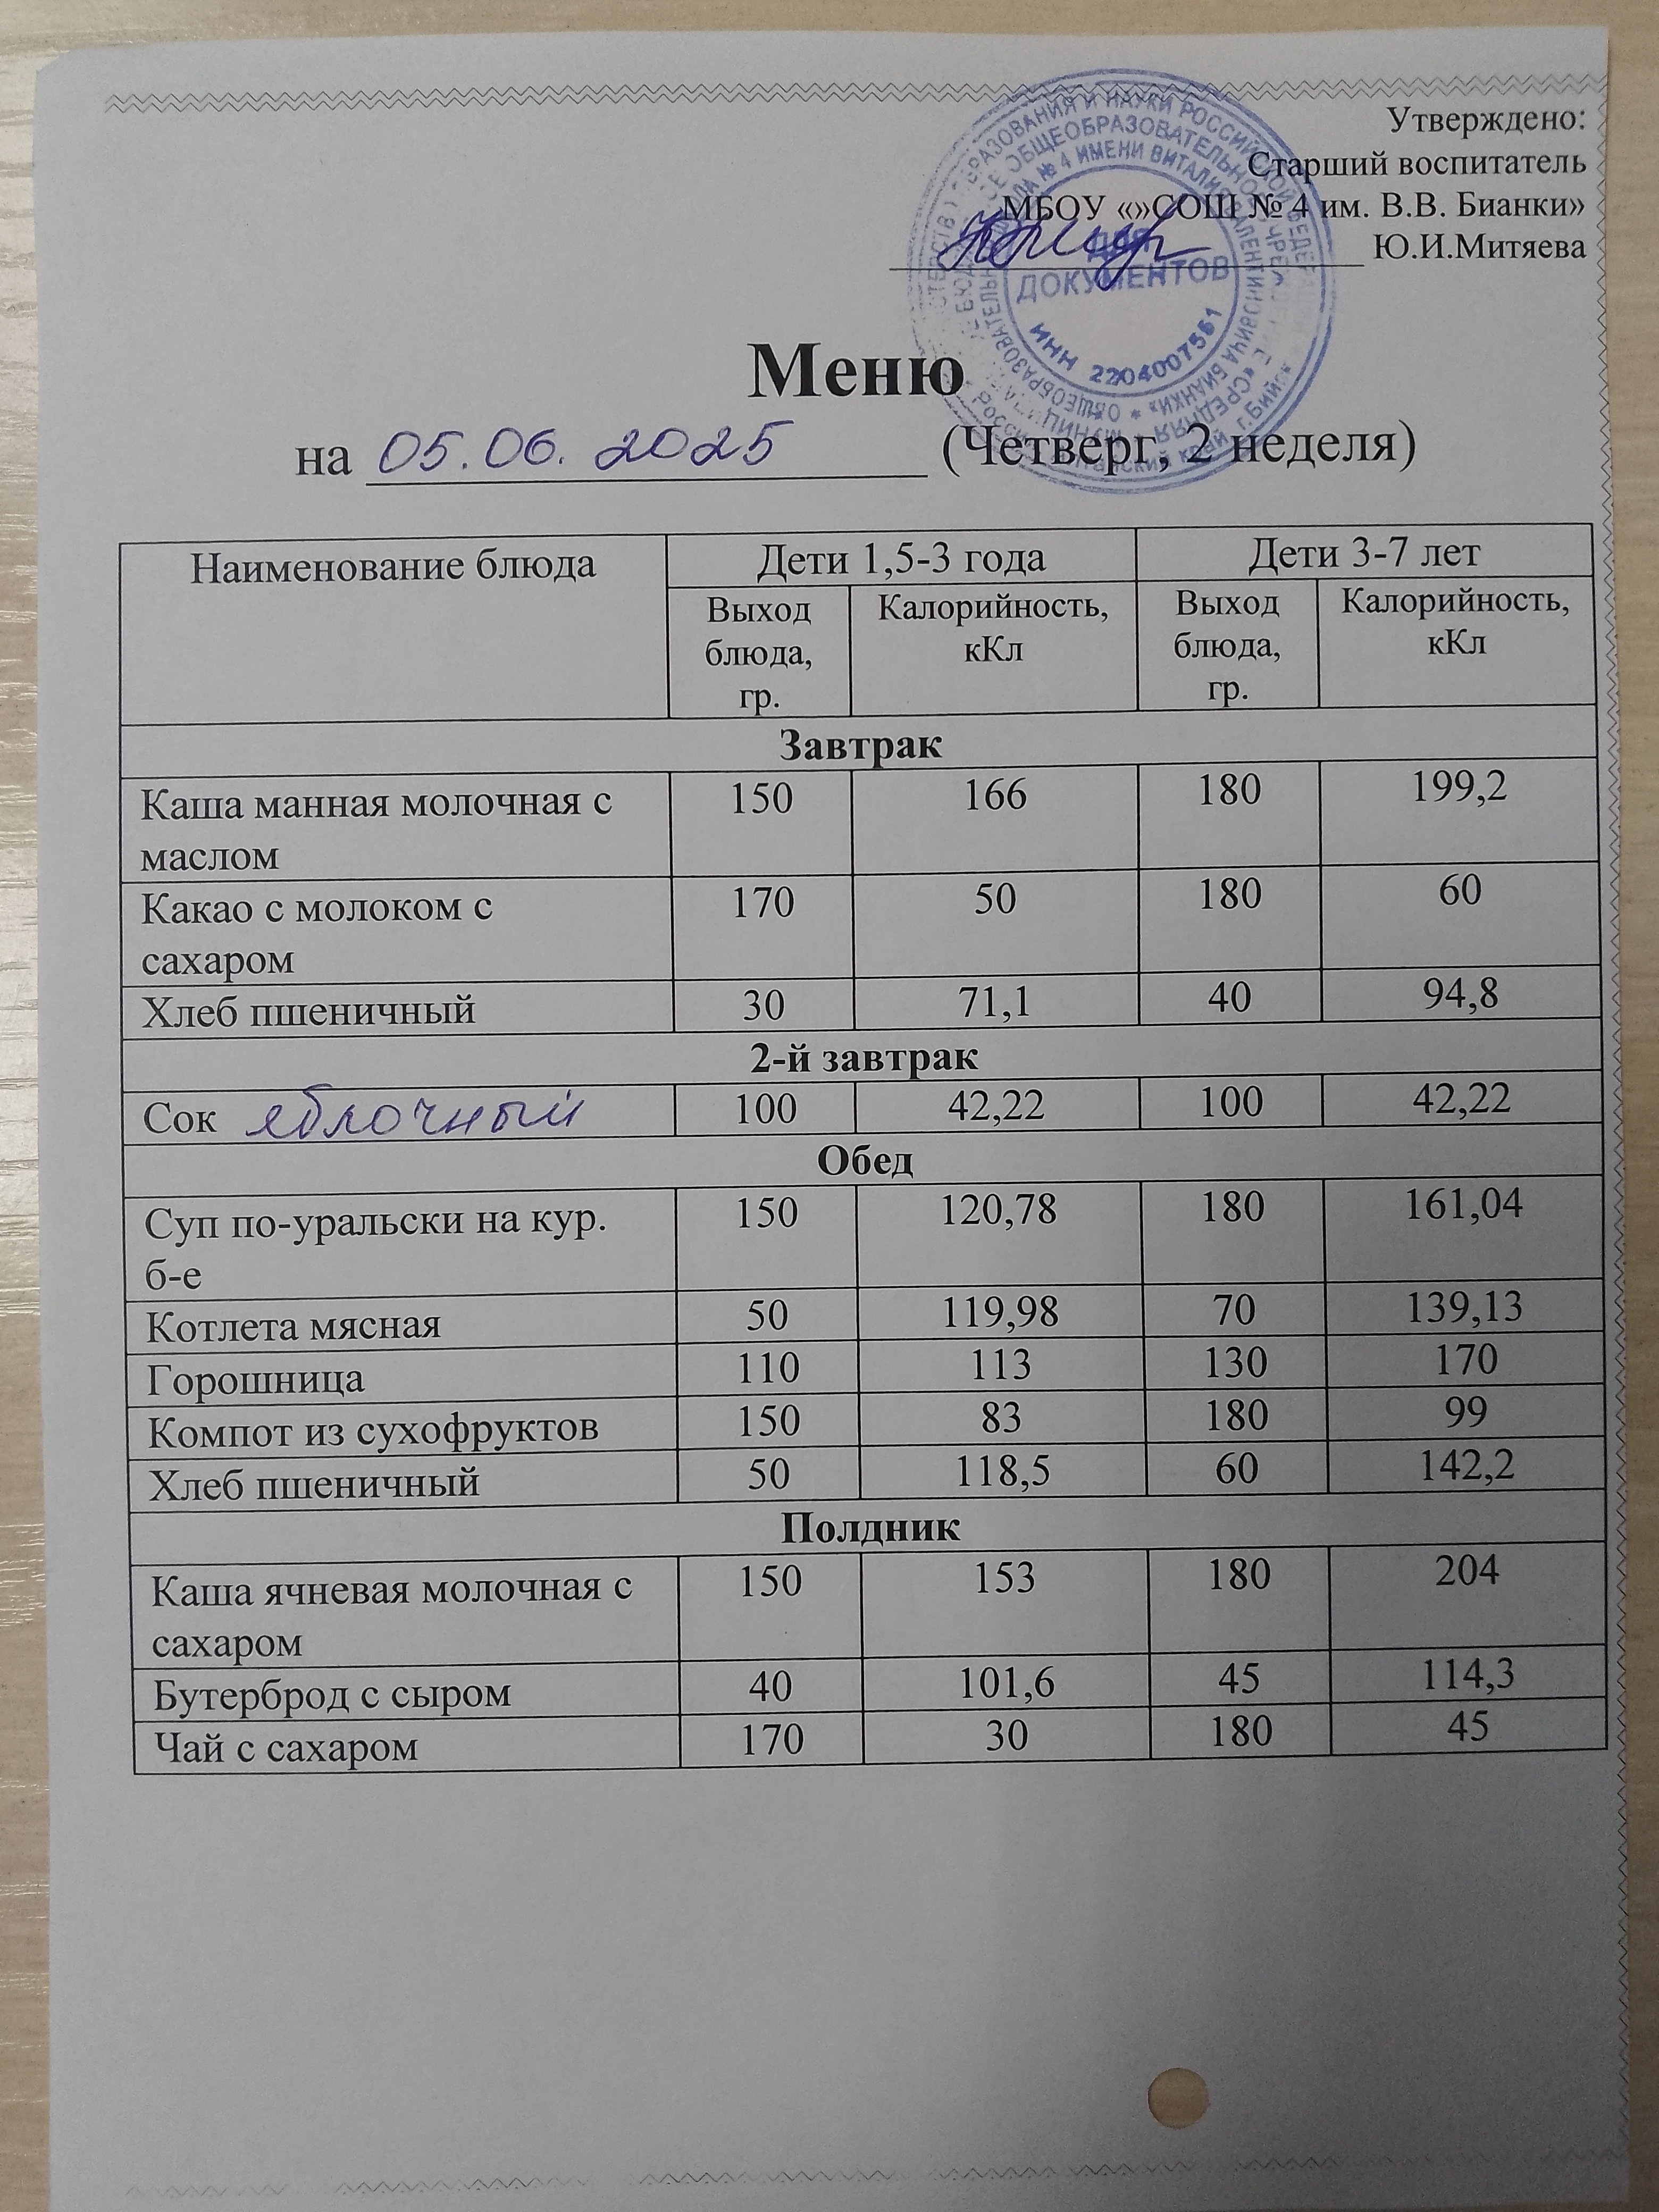 Утверждено:
Старший воспитатель
МБОУ «»СОШ № 4 им. В.В. Бианки»
Ю.И.Митяева
ДЛЯ
ДОКУМЕНТОВ
ИНН 2204007561
Меню
на 05.06.2025 (Четверг, 2 неделя)
Наименование блюда Дети 1,5-3 года Дети 3-7 лет
Выход Калорийность, Выход Калорийность,
блюда, кКл блюда, кКл
гр. гр.
Завтрак
Каша манная молочная с 150 166 180 199,2
маслом
Какао с молоком с 170 50 180 60
сахаром
Хлеб пшеничный 30 71,1 40 94,8
2-й завтрак
Сок яблочный 100 42,22 100 42,22
Обед
Суп по-уральски на кур. 150 120,78 180 161,04
б-е
Котлета мясная 50 119,98 70 139,13
Горошница 110 113 130 170
Компот из сухофруктов 150 83 180 99
Хлеб пшеничный 50 118,5 60 142,2
Полдник
Каша ячневая молочная с 150 153 180 204
сахаром
Бутерброд с сыром 40 101,6 45 114,3
Чай с сахаром 170 30 180 45